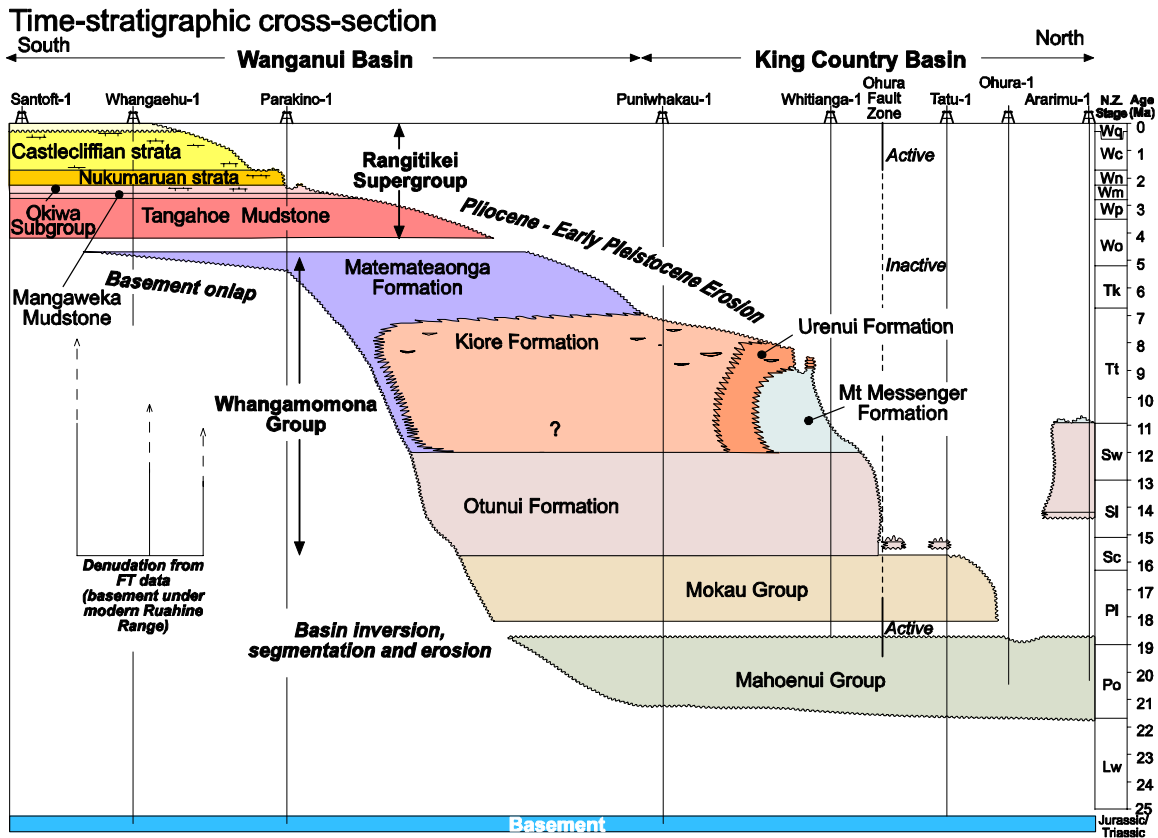 Time-stratigraphic cross-section
South
North
Wanganui Basin
King Country Basin
Santoft-1
Whangaehu-1
Parakino-1
Puniwhakau-1
Whitianga-1
Ohura
Fault
Zone
Tatu-1
Ohura-1
Ararimu-1
N.Z.
Stage
Age
(Ma)
Castlecliffian strata
Nukumaruan strata
Okiwa
Subgroup
Tangahoe Mudstone
Mangaweka
Mudstone
Rangitikei
Supergroup
Pliocene - Early Pleistocene Erosion
Active
Inactive
Matemateaonga
Formation
Basement onlap
Kiore Formation
Urenui Formation
Mt Messenger
Formation
Whangamomona
Group
?
Otunui Formation
Denudation from
FT data
(basement under
modern Ruahine
Range)
Mokau Group
Basin inversion,
segmentation and erosion
Active
Mahoenui Group
Basement
Wq
Wc
Wn
Wm
Wp
Wo
Tk
Tt
Sw
Sl
Sc
Pl
Po
Lw
Jurassic/
Triassic
0
1
2
3
4
5
6
7
8
9
10
11
12
13
14
15
16
17
18
19
20
21
22
23
24
25